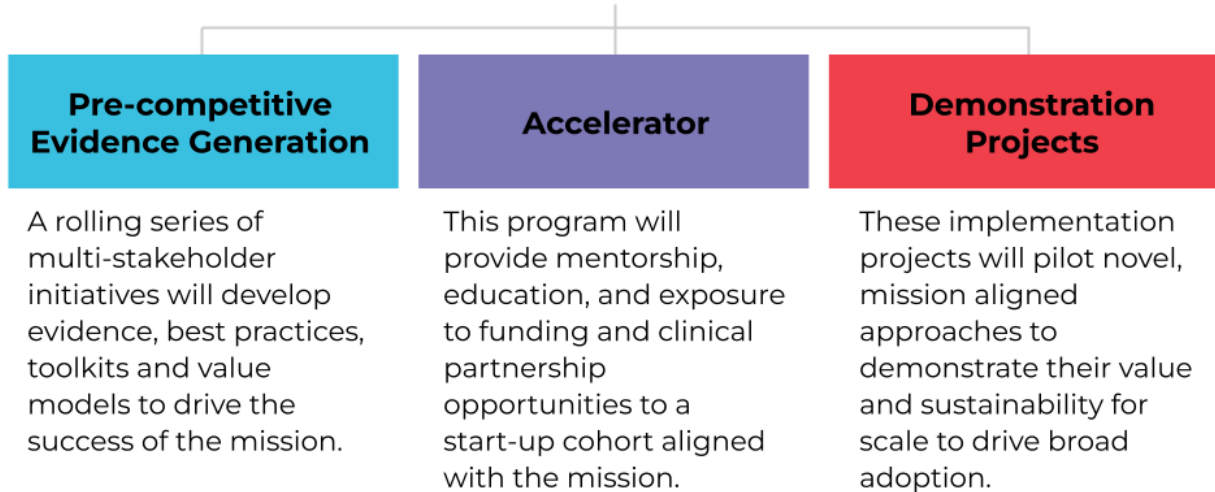 Pre-competitive
Evidence Generation
A rolling series of
multi-stakeholder
initiatives will develop
evidence, best practices,
toolkits and value
models to drive the
success of the mission.
Accelerator
This program will
provide mentorship,
education, and exposure
to funding and clinical
partnership
opportunities to a
start-up cohort aligned
with the mission.
Demonstration
Projects
These implementation
projects will pilot novel,
mission aligned
approaches to
demonstrate their value
and sustainability for
scale to drive broad
adoption.